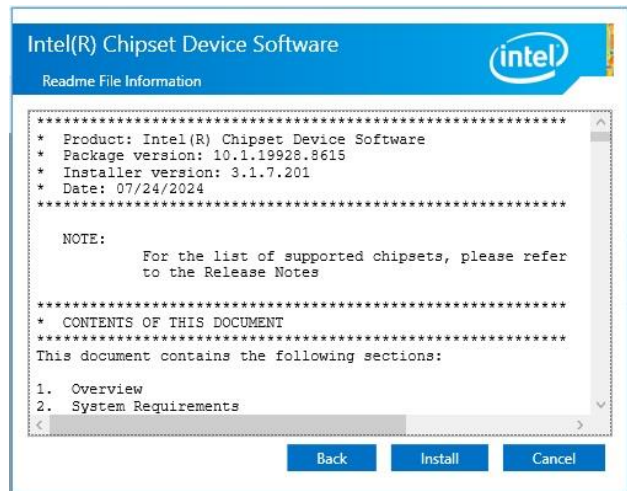 Intel(R) Chipset Device Software
intel
Readme File Information
*************************************************************
*   Product: Intel(R) Chipset Device Software
*   Package version: 10.1.19928.8615
*   Installer version: 3.1.7.201
*   Date: 07/24/2024
*************************************************************
NOTE:
For the list of supported chipsets, please refer
to the Release Notes
*************************************************************
*   CONTENTS OF THIS DOCUMENT
*************************************************************
This document contains the following sections:
1.  Overview
2.  System Requirements
Back Install Cancel